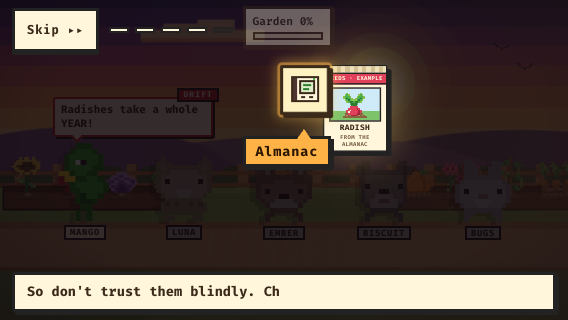 Skip ▸▸
Garden 0%
DRIFT
Radishes take a whole
YEAR!
EDS · EXAMPLE
RADISH
FROM THE
ALMANAC
Almanac
MANGO
LUNA
EMBER
BISCUIT
BUGS
So don't trust them blindly. Ch